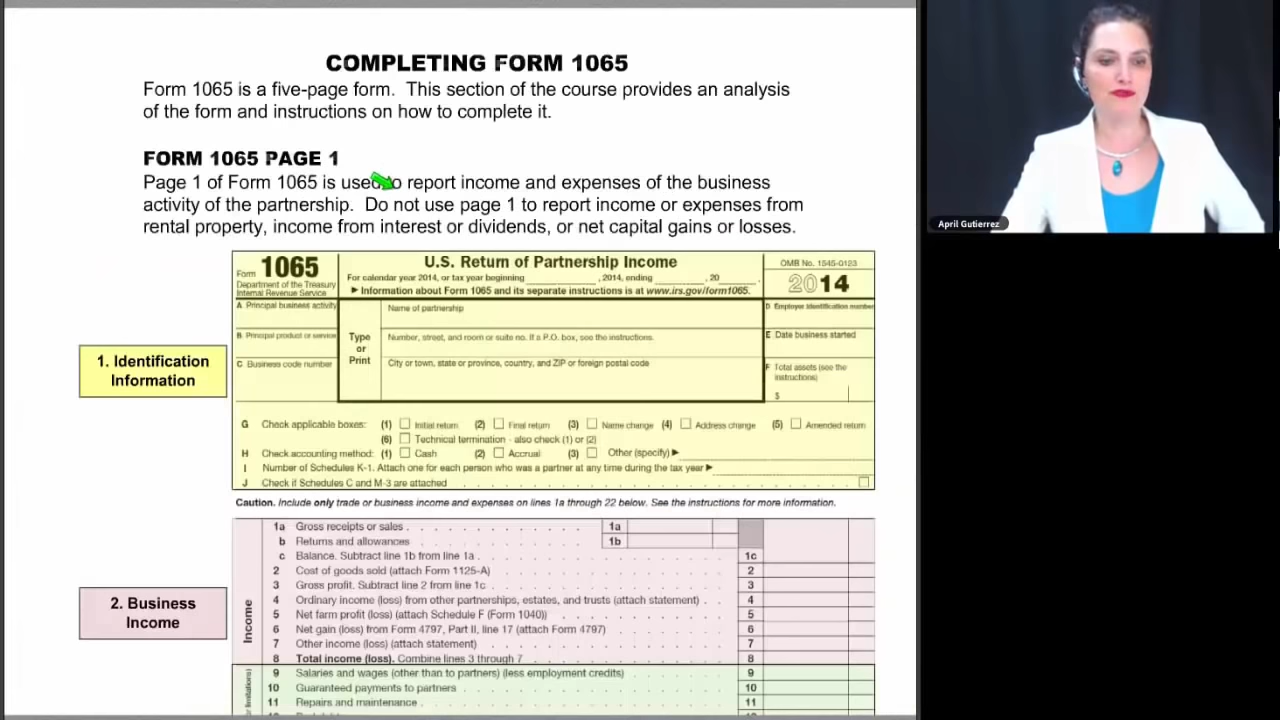 COMPLETING FORM 1065
Form 1065 is a five-page form. This section of the course provides an analysis
of the form and instructions on how to complete it.
FORM 1065 PAGE 1
Page 1 of Form 1065 is used to report income and expenses of the business
activity of the partnership. Do not use page 1 to report income or expenses from
rental property, income from interest or dividends, or net capital gains or losses.
Form 1065
Department of the Treasury
Internal Revenue Service
U.S. Return of Partnership Income
For calendar year 2014, or tax year beginning , 2014, ending , 20 .
► Information about Form 1065 and its separate instructions is at www.irs.gov/form1065.
OMB No. 1545-0123
2014
A Principal business activity
B Principal product or service
C Business code number
Type
or
Print
Name of partnership
Number, street, and room or suite no. If a P.O. box, see the instructions.
City or town, state or province, country, and ZIP or foreign postal code
D Employer identification number
E Date business started
F Total assets (see the
instructions)
$
1. Identification
Information
G Check applicable boxes: (1) Initial return (2) Final return (3) Name change (4) Address change (5) Amended return
(6) Technical termination - also check (1) or (2)
H Check accounting method: (1) Cash (2) Accrual (3) Other (specify) ►
I Number of Schedules K-1. Attach one for each person who was a partner at any time during the tax year ►
J Check if Schedules C and M-3 are attached
Caution. Include only trade or business income and expenses on lines 1a through 22 below. See the instructions for more information.
2. Business
Income
Income
1a Gross receipts or sales 1a
b Returns and allowances 1b
c Balance. Subtract line 1b from line 1a 1c
2 Cost of goods sold (attach Form 1125-A) 2
3 Gross profit. Subtract line 2 from line 1c 3
4 Ordinary income (loss) from other partnerships, estates, and trusts (attach statement) 4
5 Net farm profit (loss) (attach Schedule F (Form 1040)) 5
6 Net gain (loss) from Form 4797, Part II, line 17 (attach Form 4797) 6
7 Other income (loss) (attach statement) 7
8 Total income (loss). Combine lines 3 through 7 8
9 Salaries and wages (other than to partners) (less employment credits) 9
10 Guaranteed payments to partners 10
11 Repairs and maintenance 11
April Gutierrez